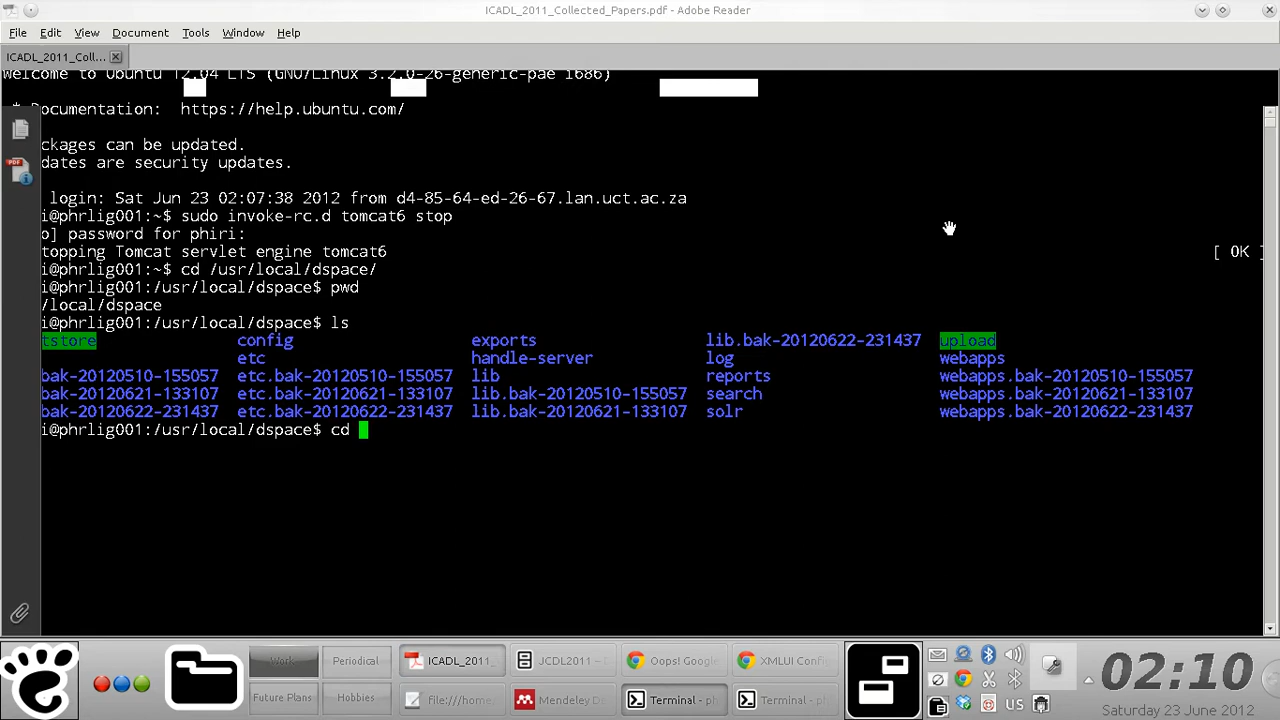 ICADL_2011_Collected_Papers.pdf - Adobe Reader
File Edit View Document Tools Window Help
ICADL_2011_Coll...
Welcome to Ubuntu 12.04 LTS (GNU/Linux 3.2.0-26-generic-pae i686)
* Documentation: https://help.ubuntu.com/
ckages can be updated.
dates are security updates.
login: Sat Jun 23 02:07:38 2012 from d4-85-64-ed-26-67.lan.uct.ac.za
i@phrlig001:~$ sudo invoke-rc.d tomcat6 stop
o] password for phiri:
topping Tomcat servlet engine tomcat6 [ OK ]
i@phrlig001:~$ cd /usr/local/dspace/
i@phrlig001:/usr/local/dspace$ pwd
/local/dspace
i@phrlig001:/usr/local/dspace$ ls
tstore config exports lib.bak-20120622-231437 upload
etc handle-server log webapps
bak-20120510-155057 etc.bak-20120510-155057 lib reports webapps.bak-20120510-155057
bak-20120621-133107 etc.bak-20120621-133107 lib.bak-20120510-155057 search webapps.bak-20120621-133107
bak-20120622-231437 etc.bak-20120622-231437 lib.bak-20120621-133107 solr webapps.bak-20120622-231437
i@phrlig001:/usr/local/dspace$ cd
Work Periodical ICADL_2011_... JCDL2011 – Oops! Google XMLUI Confi
Future Plans Hobbies file:///home Mendeley De Terminal - pl Terminal - pl
US
02:10
Saturday 23 June 2012